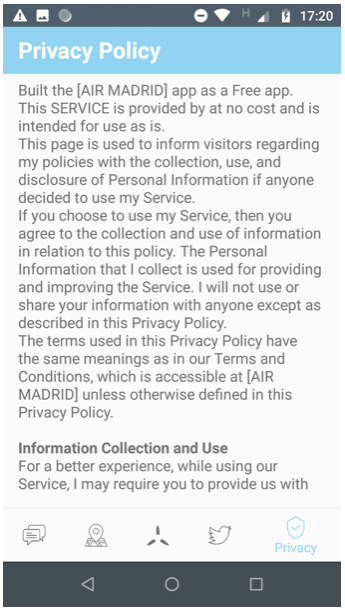 H 17:20
Privacy Policy
Built the [AIR MADRID] app as a Free app.
This SERVICE is provided by at no cost and is
intended for use as is.
This page is used to inform visitors regarding
my policies with the collection, use, and
disclosure of Personal Information if anyone
decided to use my Service.
If you choose to use my Service, then you
agree to the collection and use of information
in relation to this policy. The Personal
Information that I collect is used for providing
and improving the Service. I will not use or
share your information with anyone except as
described in this Privacy Policy.
The terms used in this Privacy Policy have
the same meanings as in our Terms and
Conditions, which is accessible at [AIR
MADRID] unless otherwise defined in this
Privacy Policy.
Information Collection and Use
For a better experience, while using our
Service, I may require you to provide us with
Privacy